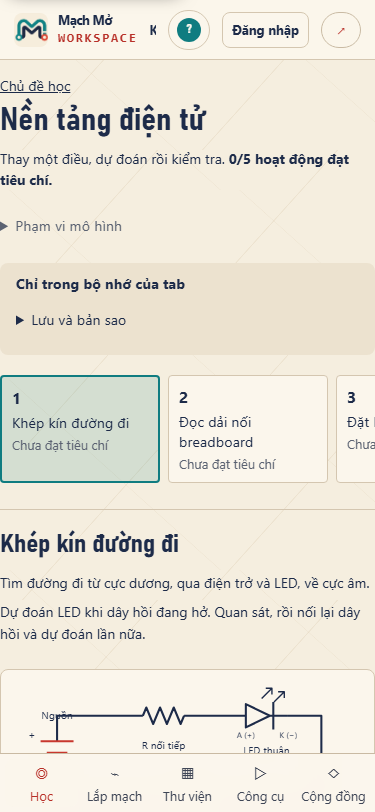 Mạch Mở
WORKSPACE
K
?
Đăng nhập
Chủ đề học
Nền tảng điện tử
Thay một điều, dự đoán rồi kiểm tra. 0/5 hoạt động đạt
tiêu chí.
Phạm vi mô hình
Chỉ trong bộ nhớ của tab
Lưu và bản sao
1
Khép kín đường đi
Chưa đạt tiêu chí
2
Đọc dải nối
breadboard
Chưa đạt tiêu chí
3
Đặt
Chưa
Khép kín đường đi
Tìm đường đi từ cực dương, qua điện trở và LED, về cực âm.
Dự đoán LED khi dây hồi đang hở. Quan sát, rồi nối lại dây
hồi và dự đoán lần nữa.
Nguồn
+
R nối tiếp
A (+)
K (−)
LED thuận
Học
Lắp mạch
Thư viện
Công cụ
Cộng đồng